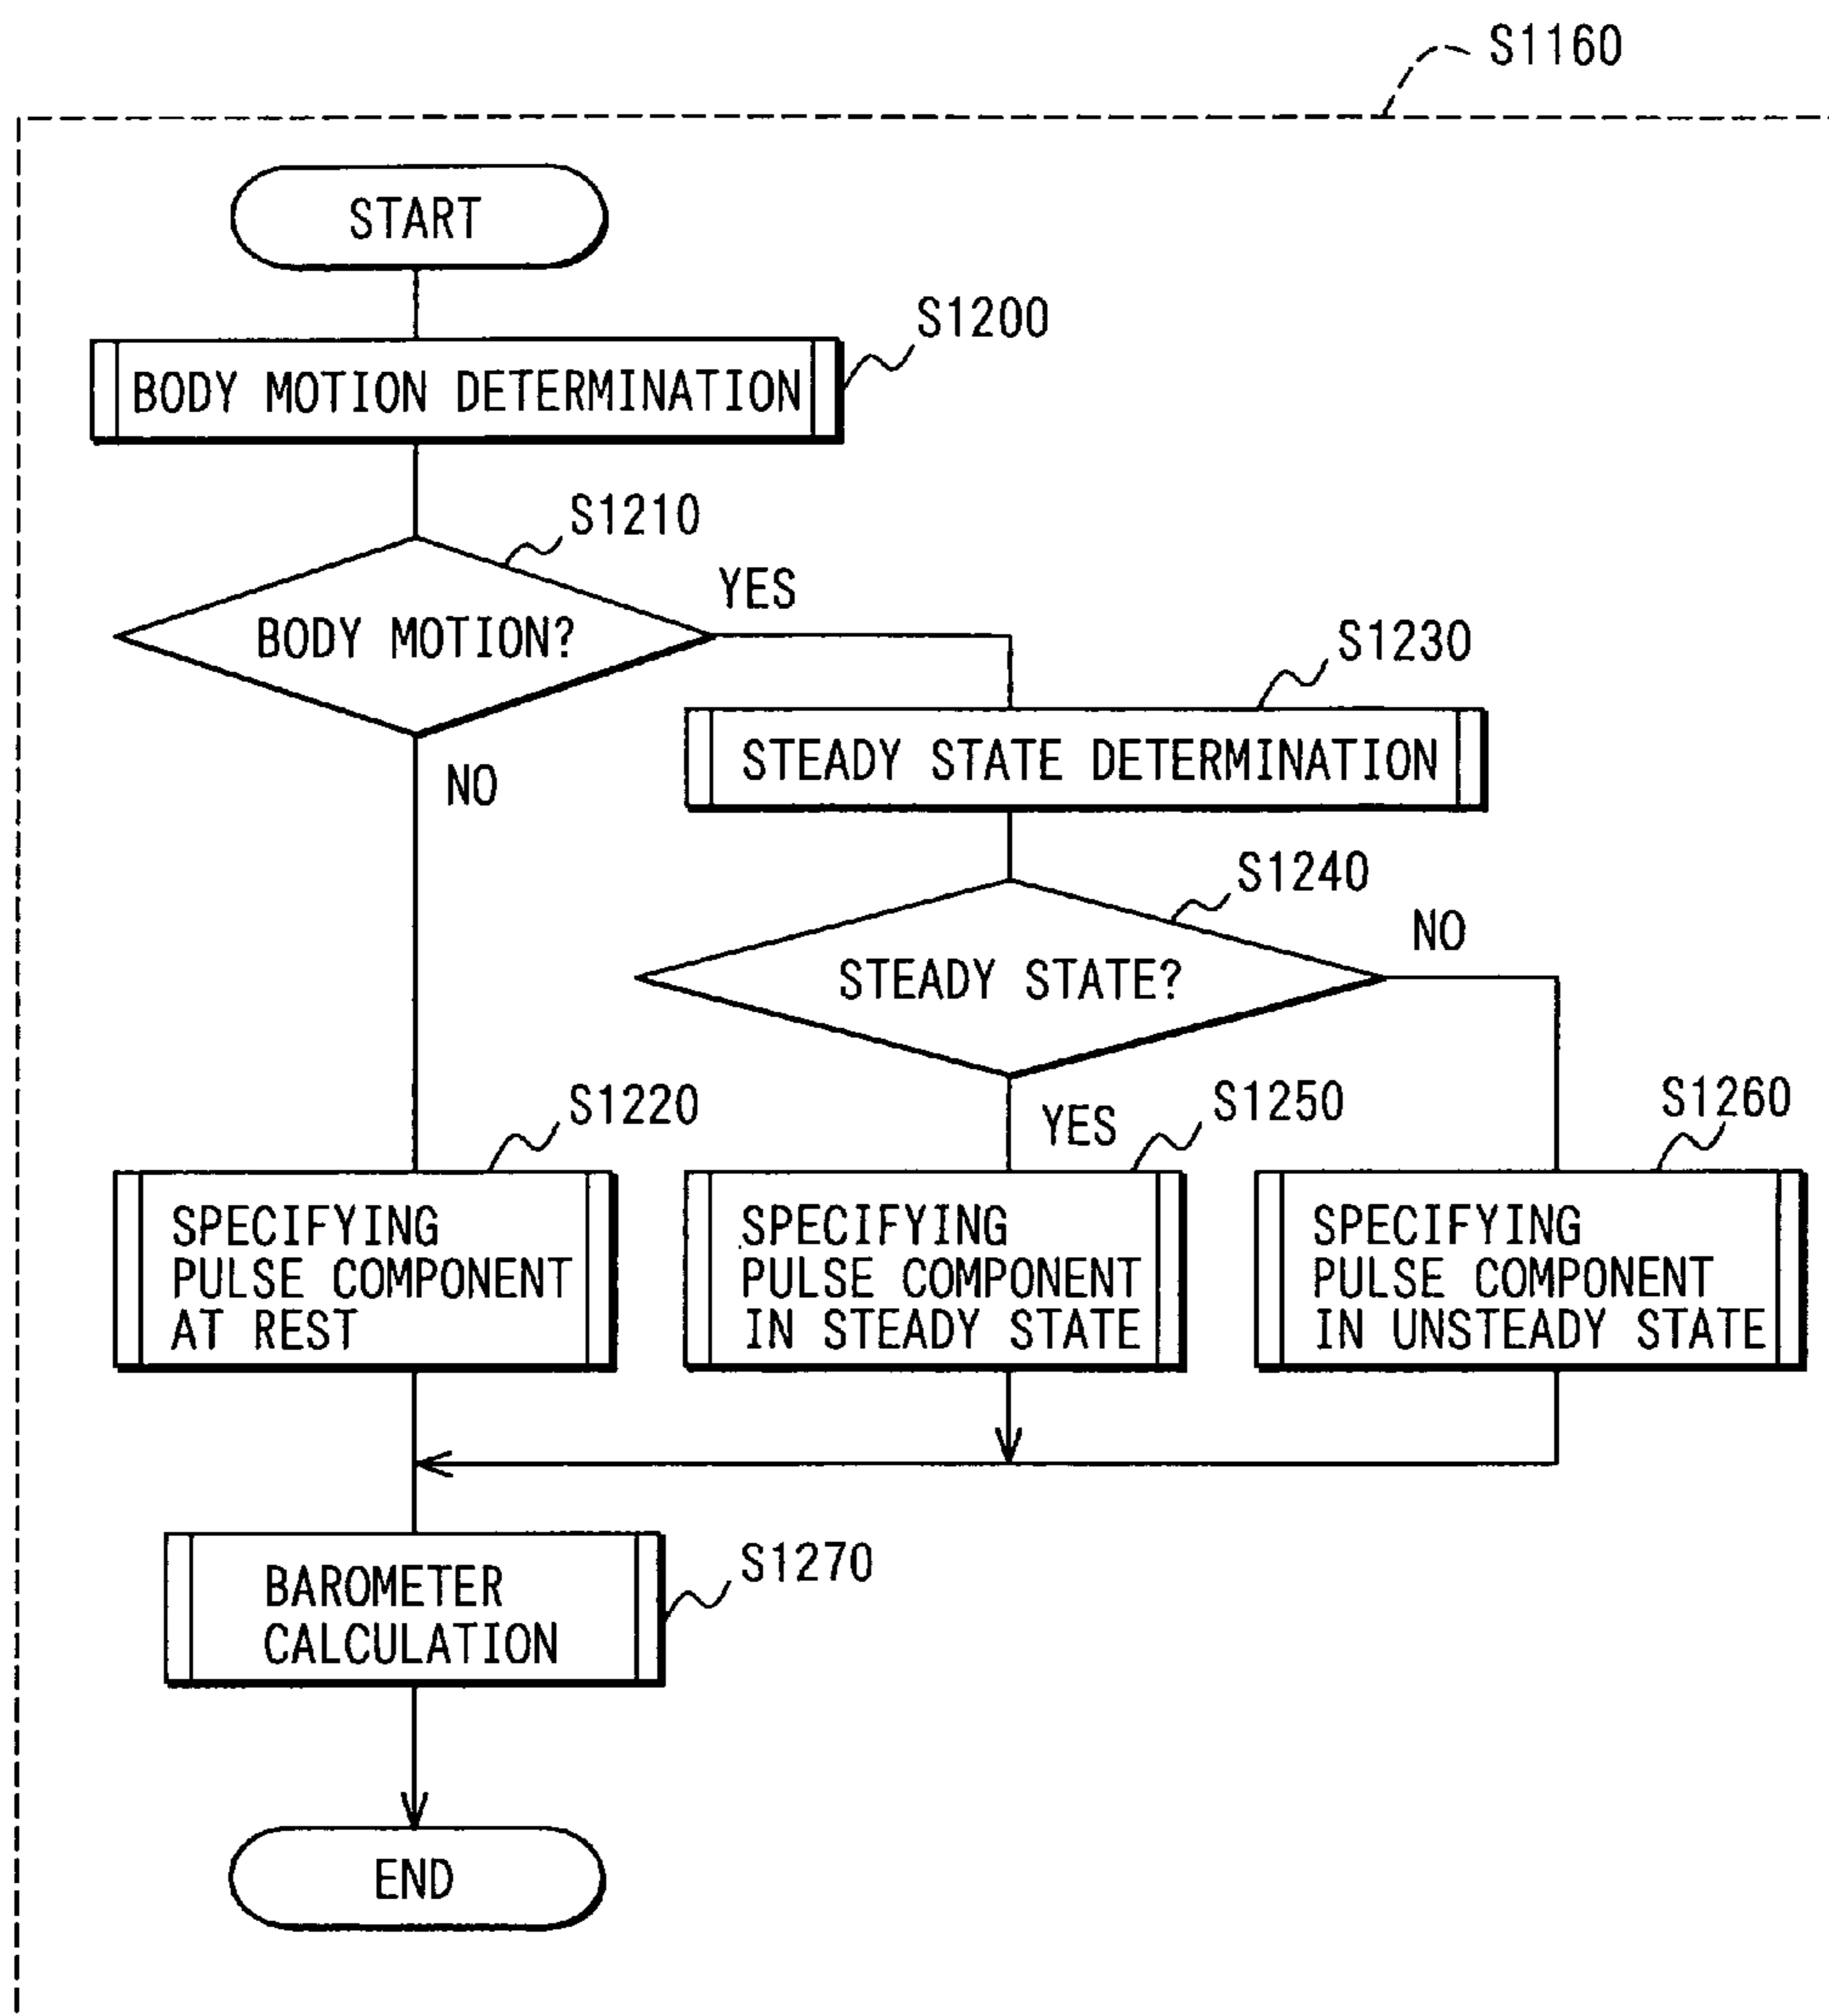 S1160
START
S1200
BODY MOTION DETERMINATION
S1210
YES
BODY MOTION?
S1230
NO
STEADY STATE DETERMINATION
S1240
NO
STEADY STATE?
S1220
YES
S1250
S1260
SPECIFYING
PULSE COMPONENT
AT REST
SPECIFYING
PULSE COMPONENT
IN STEADY STATE
SPECIFYING
PULSE COMPONENT
IN UNSTEADY STATE
S1270
BAROMETER
CALCULATION
END